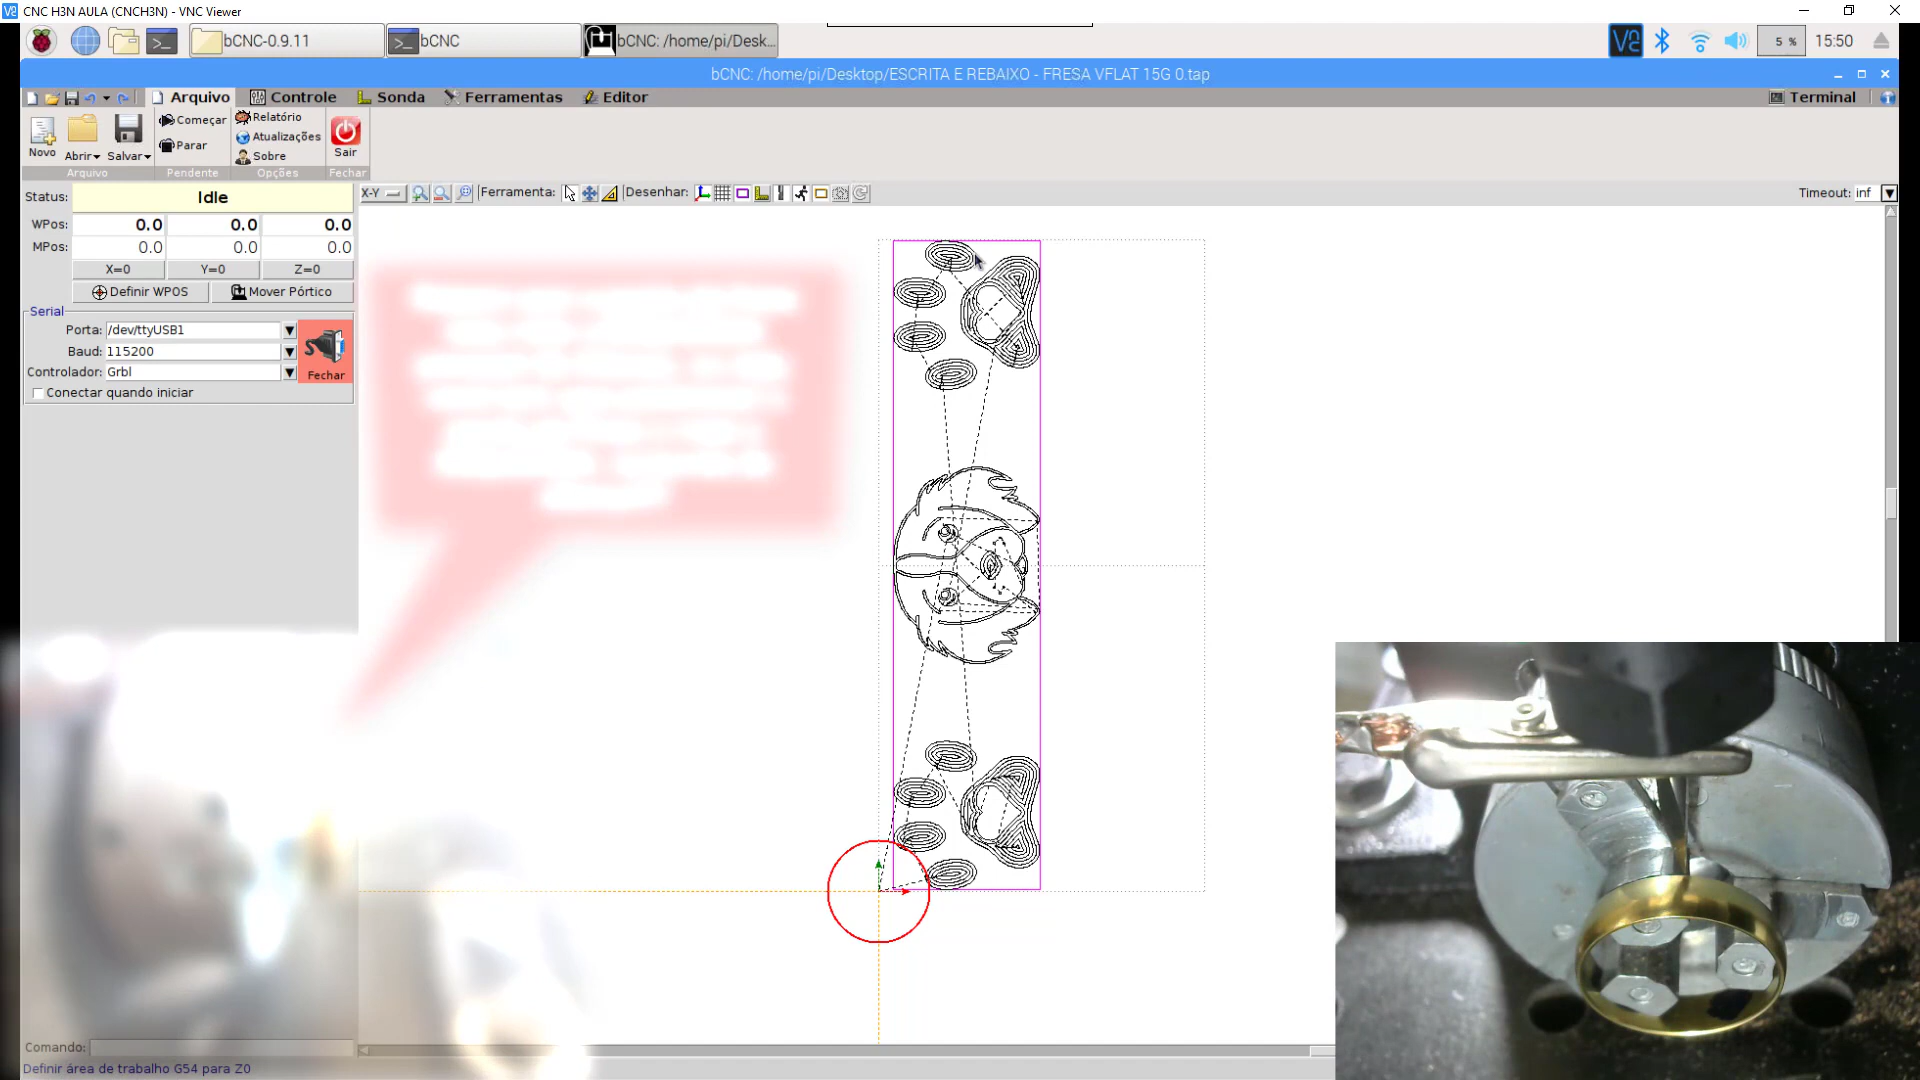 CNC H3N AULA (CNCH3N) - VNC Viewer
bCNC-0.9.11
bCNC
bCNC: /home/pi/Desk...
5 %
15:50
bCNC: /home/pi/Desktop/ESCRITA E REBAIXO - FRESA VFLAT 15G 0.tap
Arquivo
Controle
Sonda
Ferramentas
Editor
Terminal
Novo
Abrir
Salvar
Começar
Parar
Relatório
Atualizações
Sobre
Sair
Arquivo
Pendente
Opções
Fechar
Status:
Idle
X-Y
Ferramenta:
Desenhar:
Timeout:
inf
WPos:
0.0
0.0
0.0
MPos:
0.0
0.0
0.0
X=0
Y=0
Z=0
Definir WPOS
Mover Pórtico
Serial
Porta:
/dev/ttyUSB1
Baud:
115200
Controlador:
Grbl
Fechar
Conectar quando iniciar
Comando:
Definir área de trabalho G54 para Z0